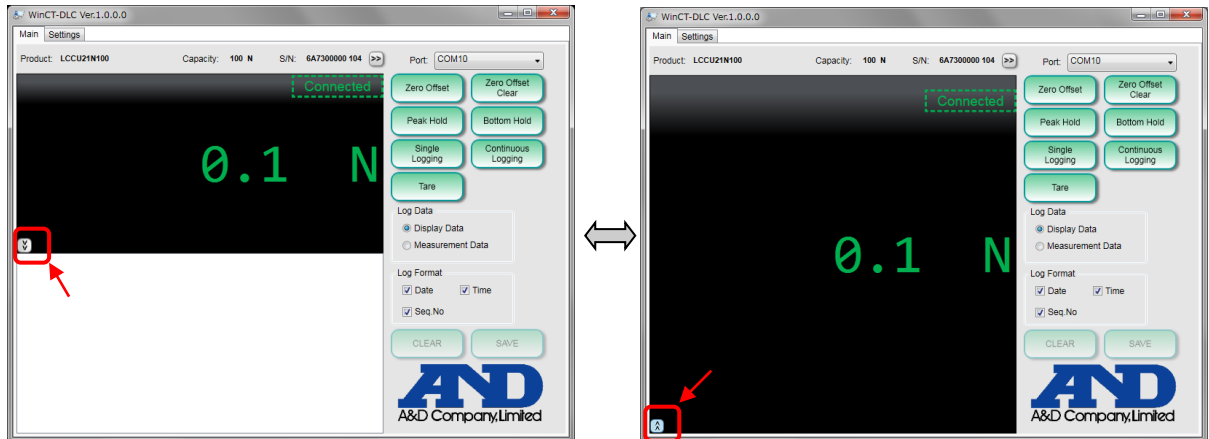 WinCT-DLC Ver.1.0.0.0
Main Settings
Product: LCCU21N100 Capacity: 100 N S/N: 6A7300000 104 >> Port: COM10
Connected
0.1 N
Zero Offset Zero Offset Clear
Peak Hold Bottom Hold
Single Logging Continuous Logging
Tare
Log Data
Display Data
Measurement Data
Log Format
Date Time
Seq.No
CLEAR SAVE
AND
A&D Company,Limited
WinCT-DLC Ver.1.0.0.0
Main Settings
Product: LCCU21N100 Capacity: 100 N S/N: 6A7300000 104 >> Port: COM10
Connected
0.1 N
Zero Offset Zero Offset Clear
Peak Hold Bottom Hold
Single Logging Continuous Logging
Tare
Log Data
Display Data
Measurement Data
Log Format
Date Time
Seq.No
CLEAR SAVE
AND
A&D Company,Limited